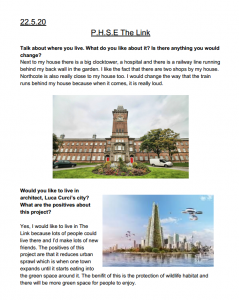 22.5.20
P.H.S.E The Link
Talk about where you live. What do you like about it? Is there anything you would
change?
Next to my house there is a big clocktower, a hospital and there is a railway line running
behind my back wall in the garden. I like the fact that there are two shops by my house.
Northcote is also really close to my house too. I would change the way that the train
runs behind my house because when it comes, it is really loud.
Would you like to live in
architect, Luca Curci's city?
What are the positives about
this project?
Yes, I would like to live in The
Link because lots of people could
live there and I'd make lots of new
friends. The positives of this
project are that it reduces urban
sprawl which is when one town
expands until it starts eating into
the green space around it. The benifit of this is the protection of wildlife habitat and
there will be more green space for people to enjoy.